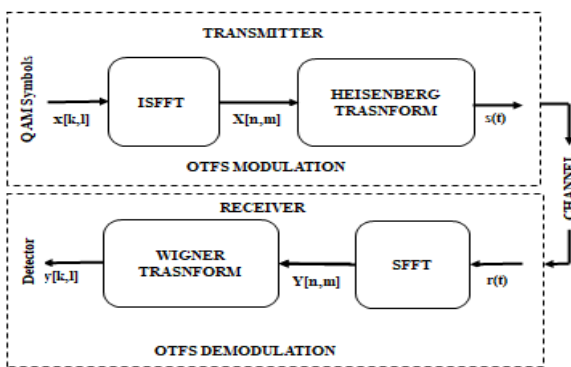 TRANSMITTER
QAM Symbols
x[k,l]
ISFFT
X[n,m]
HEISENBERG
TRASNFORM
s(t)
OTFS MODULATION
CHANNEL
RECEIVER
Detector
y[k,l]
WIGNER
TRASNFORM
Y[n,m]
SFFT
r(t)
OTFS DEMODULATION